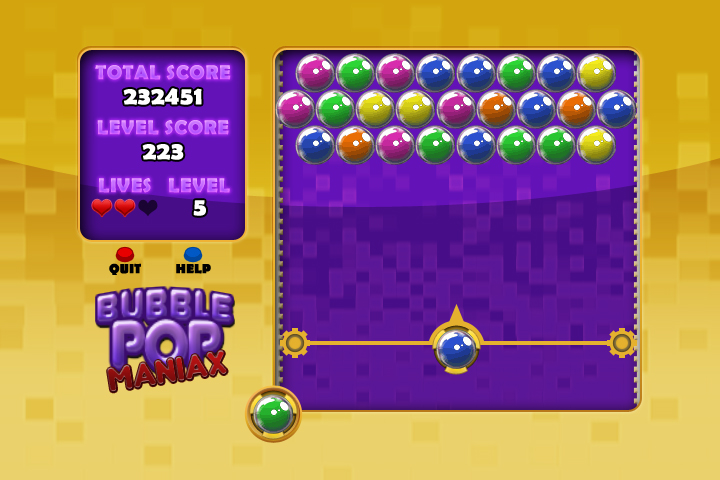 TOTAL SCORE
232451
LEVEL SCORE
223
LIVES LEVEL
5
QUIT HELP
BUBBLE
POP
MANIAX